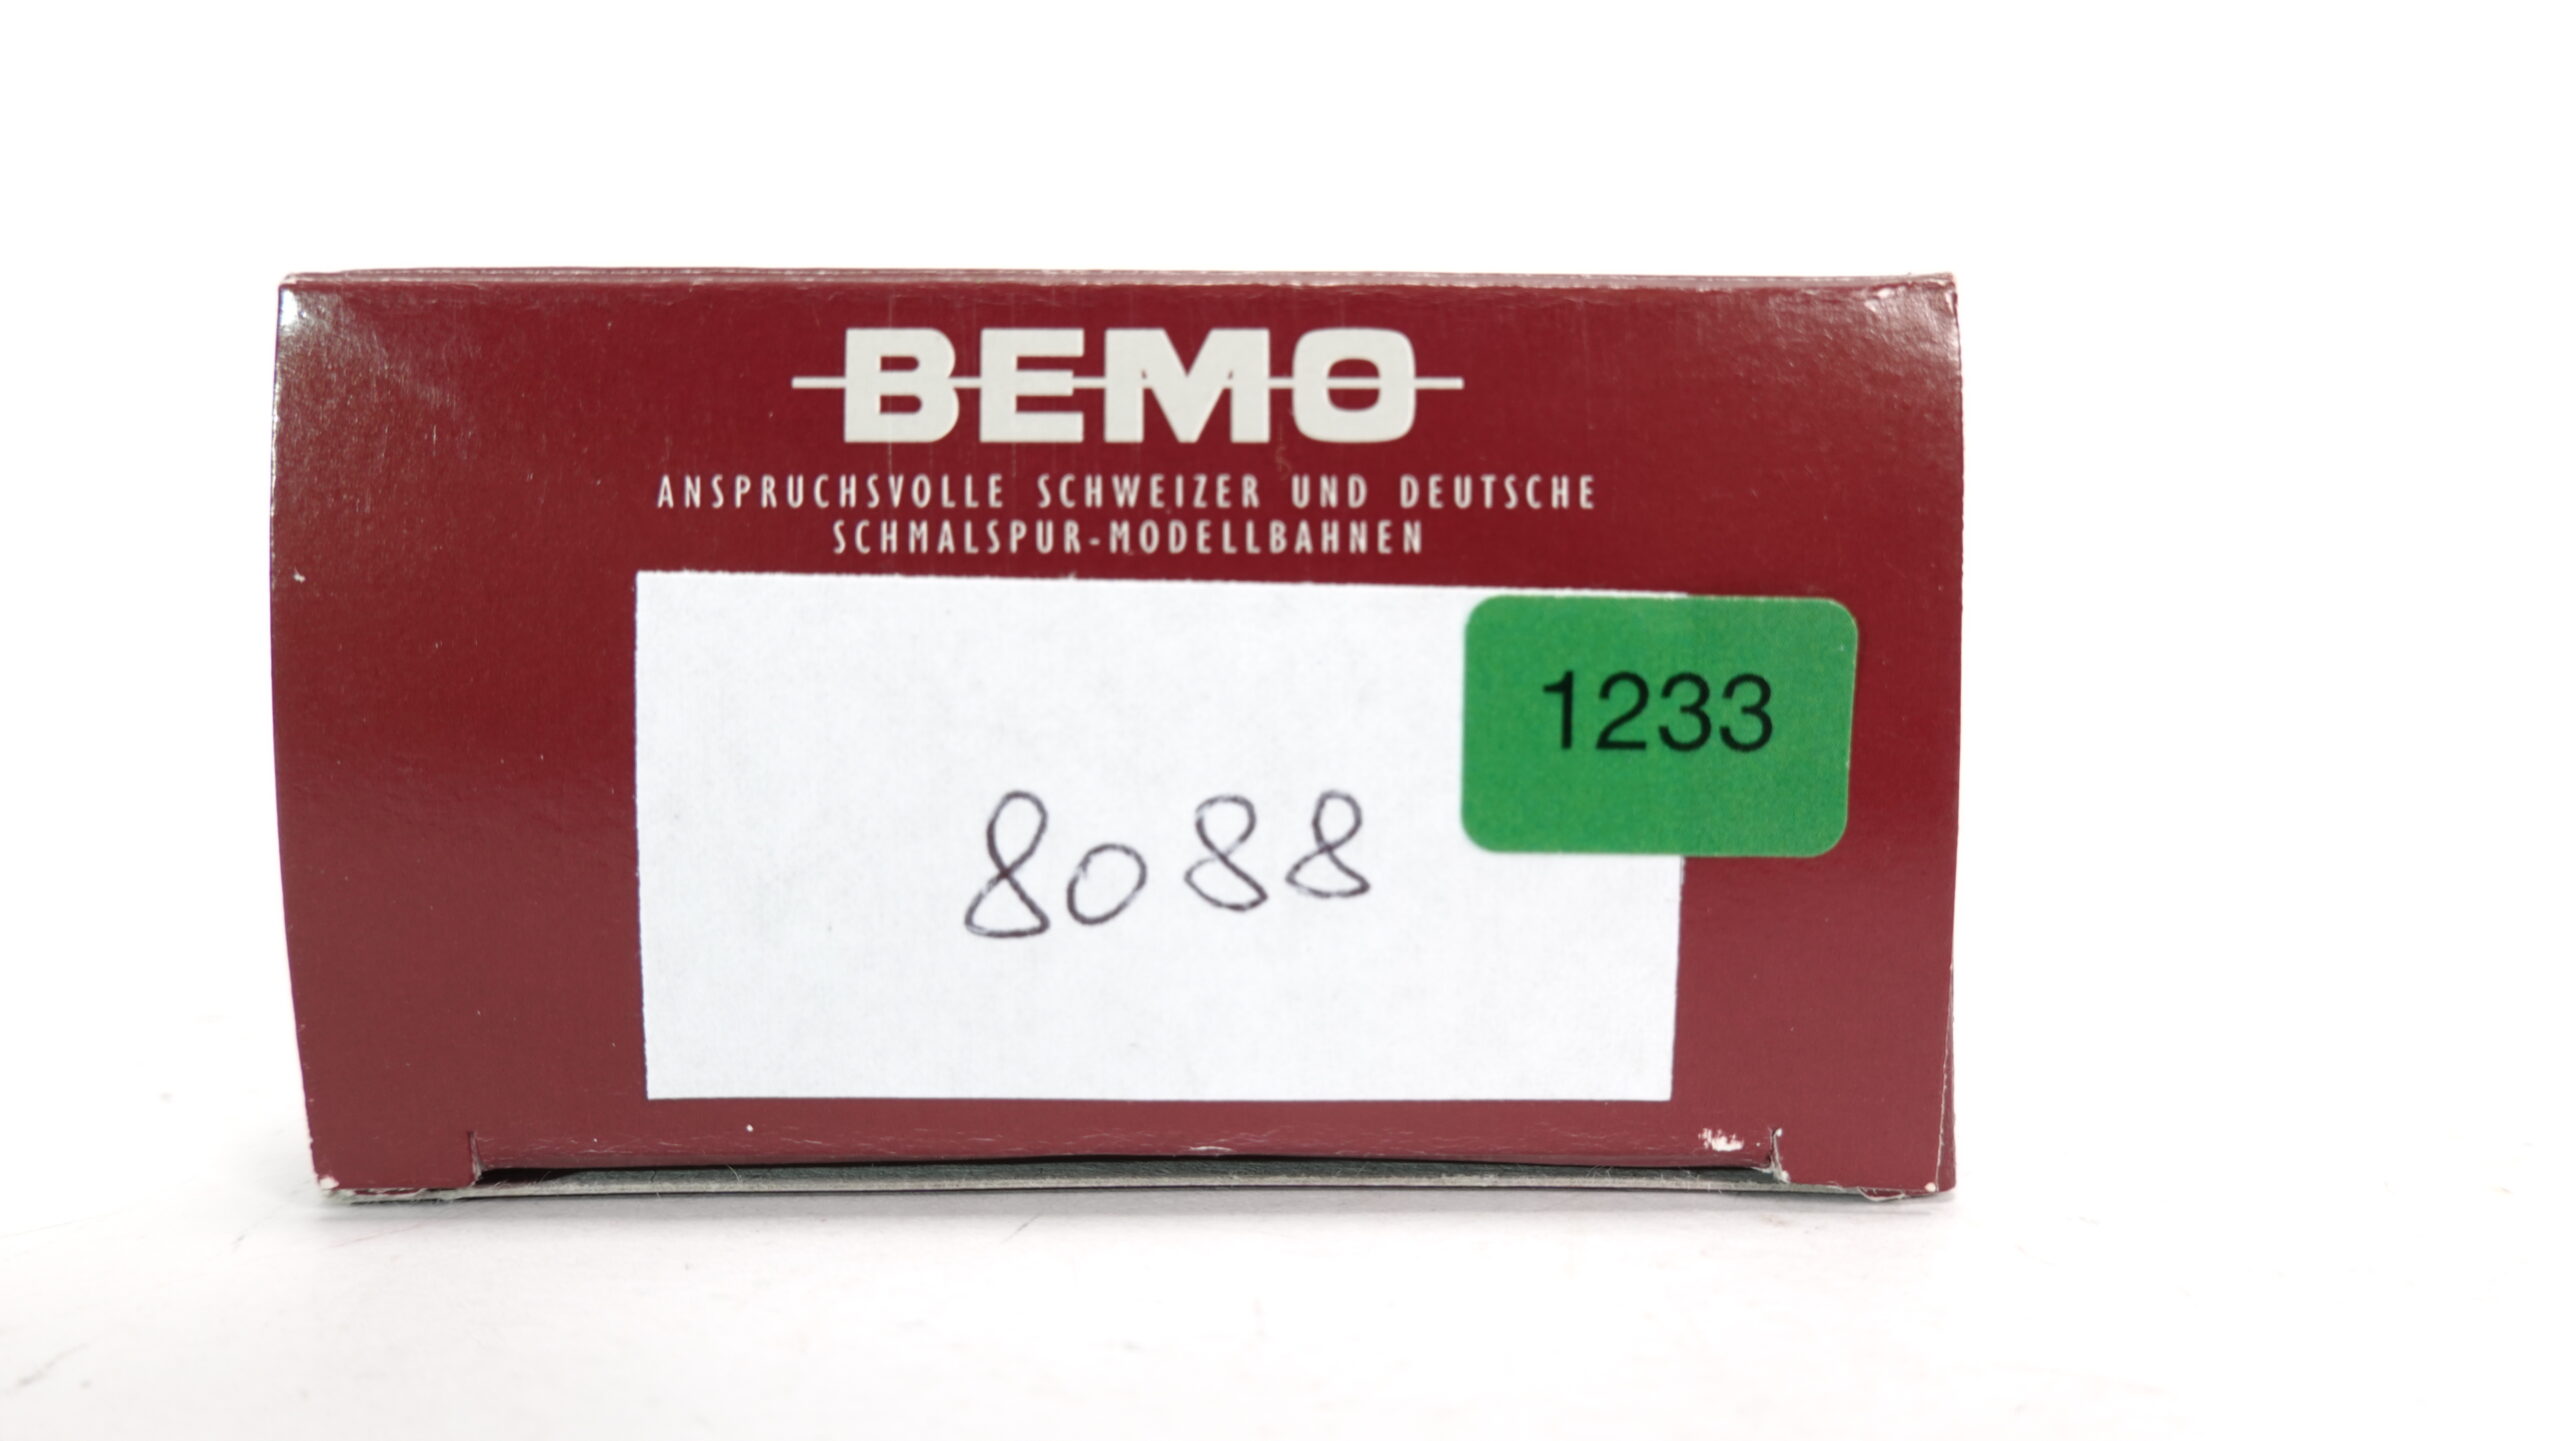 BEMO
ANSPRUCHSVOLLE SCHWEIZER UND DEUTSCHE
SCHMALSPUR-MODELLBAHNEN
1233
8088